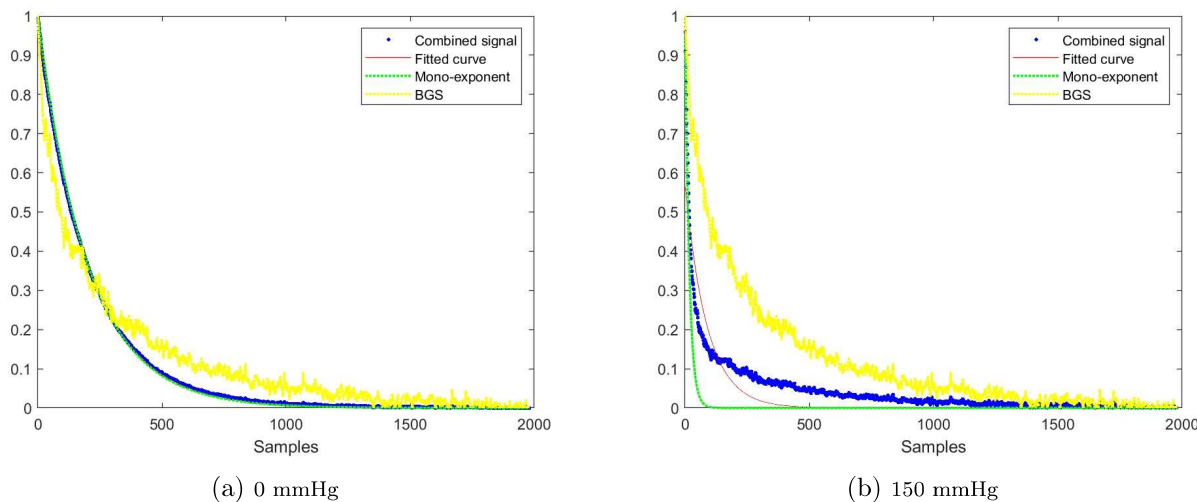 1
0.9
0.8
0.7
0.6
0.5
0.4
0.3
0.2
0.1
0
0
500
1000
1500
2000
Samples
Combined signal
Fitted curve
Mono-exponent
BGS
(a) 0 mmHg
1
0.9
0.8
0.7
0.6
0.5
0.4
0.3
0.2
0.1
0
0
500
1000
1500
2000
Samples
Combined signal
Fitted curve
Mono-exponent
BGS
(b) 150 mmHg